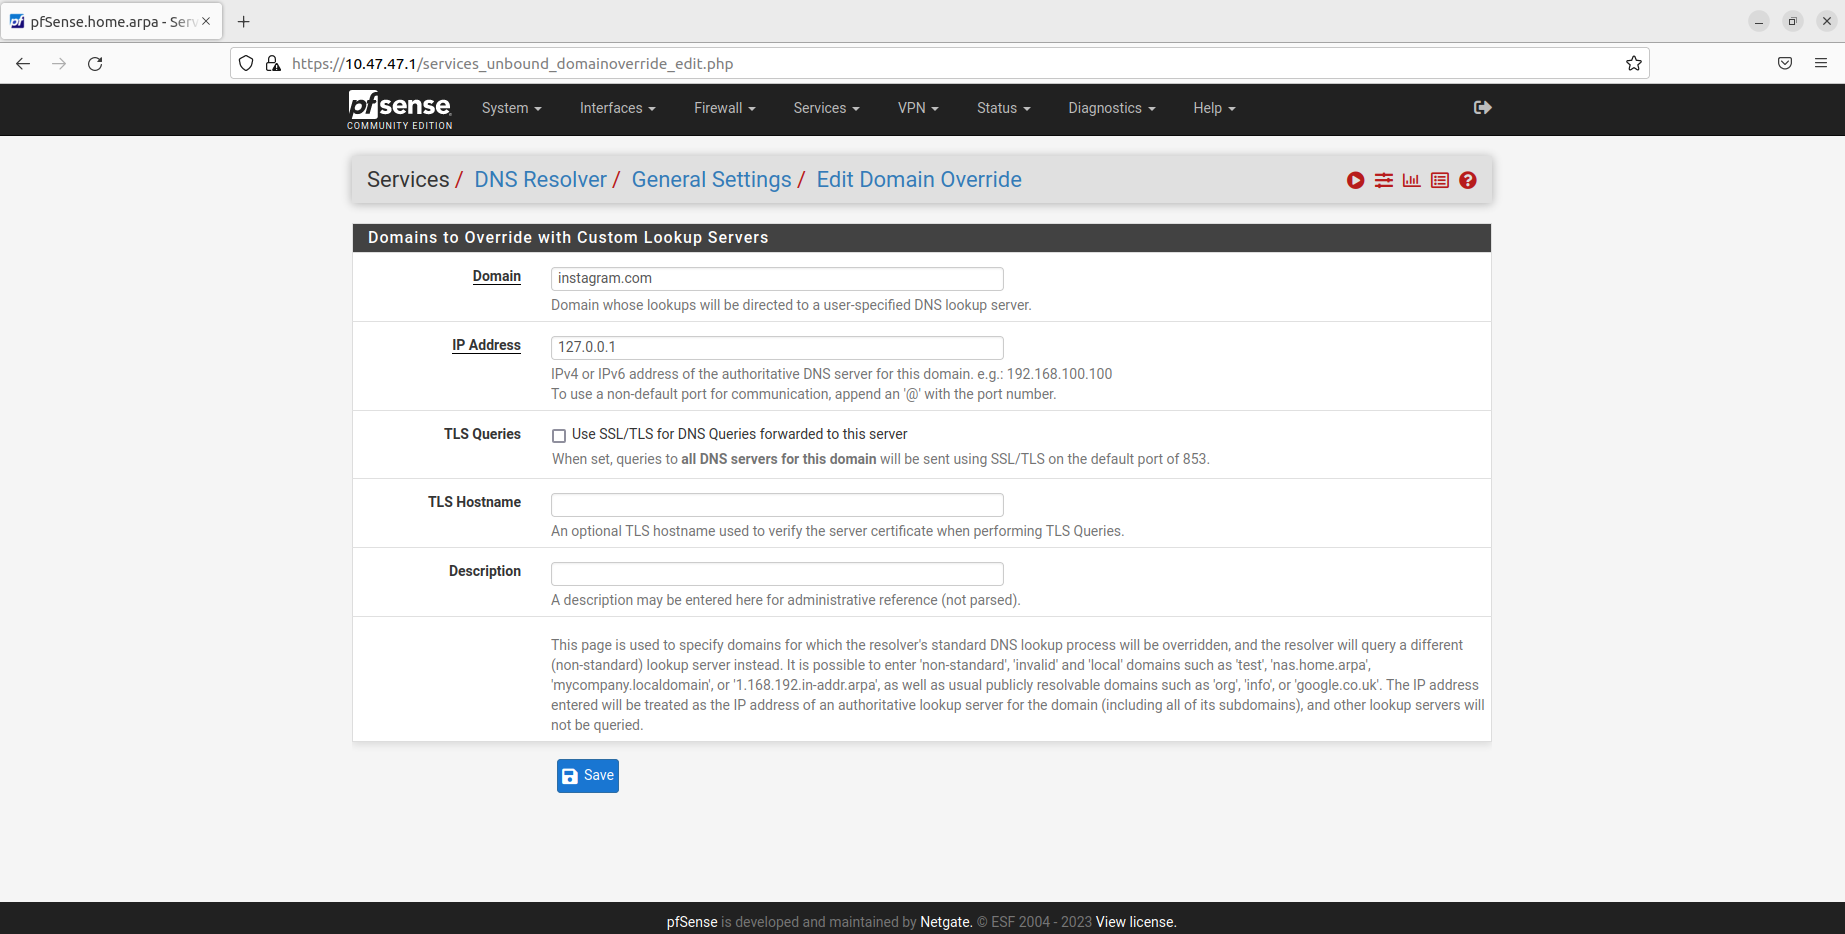 pfSense.home.arpa - Serv
https://10.47.47.1/services_unbound_domainoverride_edit.php
pfsense
COMMUNITY EDITION
System
Interfaces
Firewall
Services
VPN
Status
Diagnostics
Help
Services / DNS Resolver / General Settings / Edit Domain Override
Domains to Override with Custom Lookup Servers
Domain
instagram.com
Domain whose lookups will be directed to a user-specified DNS lookup server.
IP Address
127.0.0.1
IPv4 or IPv6 address of the authoritative DNS server for this domain. e.g.: 192.168.100.100
To use a non-default port for communication, append an '@' with the port number.
TLS Queries
Use SSL/TLS for DNS Queries forwarded to this server
When set, queries to all DNS servers for this domain will be sent using SSL/TLS on the default port of 853.
TLS Hostname
An optional TLS hostname used to verify the server certificate when performing TLS Queries.
Description
A description may be entered here for administrative reference (not parsed).
This page is used to specify domains for which the resolver's standard DNS lookup process will be overridden, and the resolver will query a different
(non-standard) lookup server instead. It is possible to enter 'non-standard', 'invalid' and 'local' domains such as 'test', 'nas.home.arpa',
'mycompany.localdomain', or '1.168.192.in-addr.arpa', as well as usual publicly resolvable domains such as 'org', 'info', or 'google.co.uk'. The IP address
entered will be treated as the IP address of an authoritative lookup server for the domain (including all of its subdomains), and other lookup servers will
not be queried.
Save
pfSense is developed and maintained by Netgate. © ESF 2004 - 2023 View license.